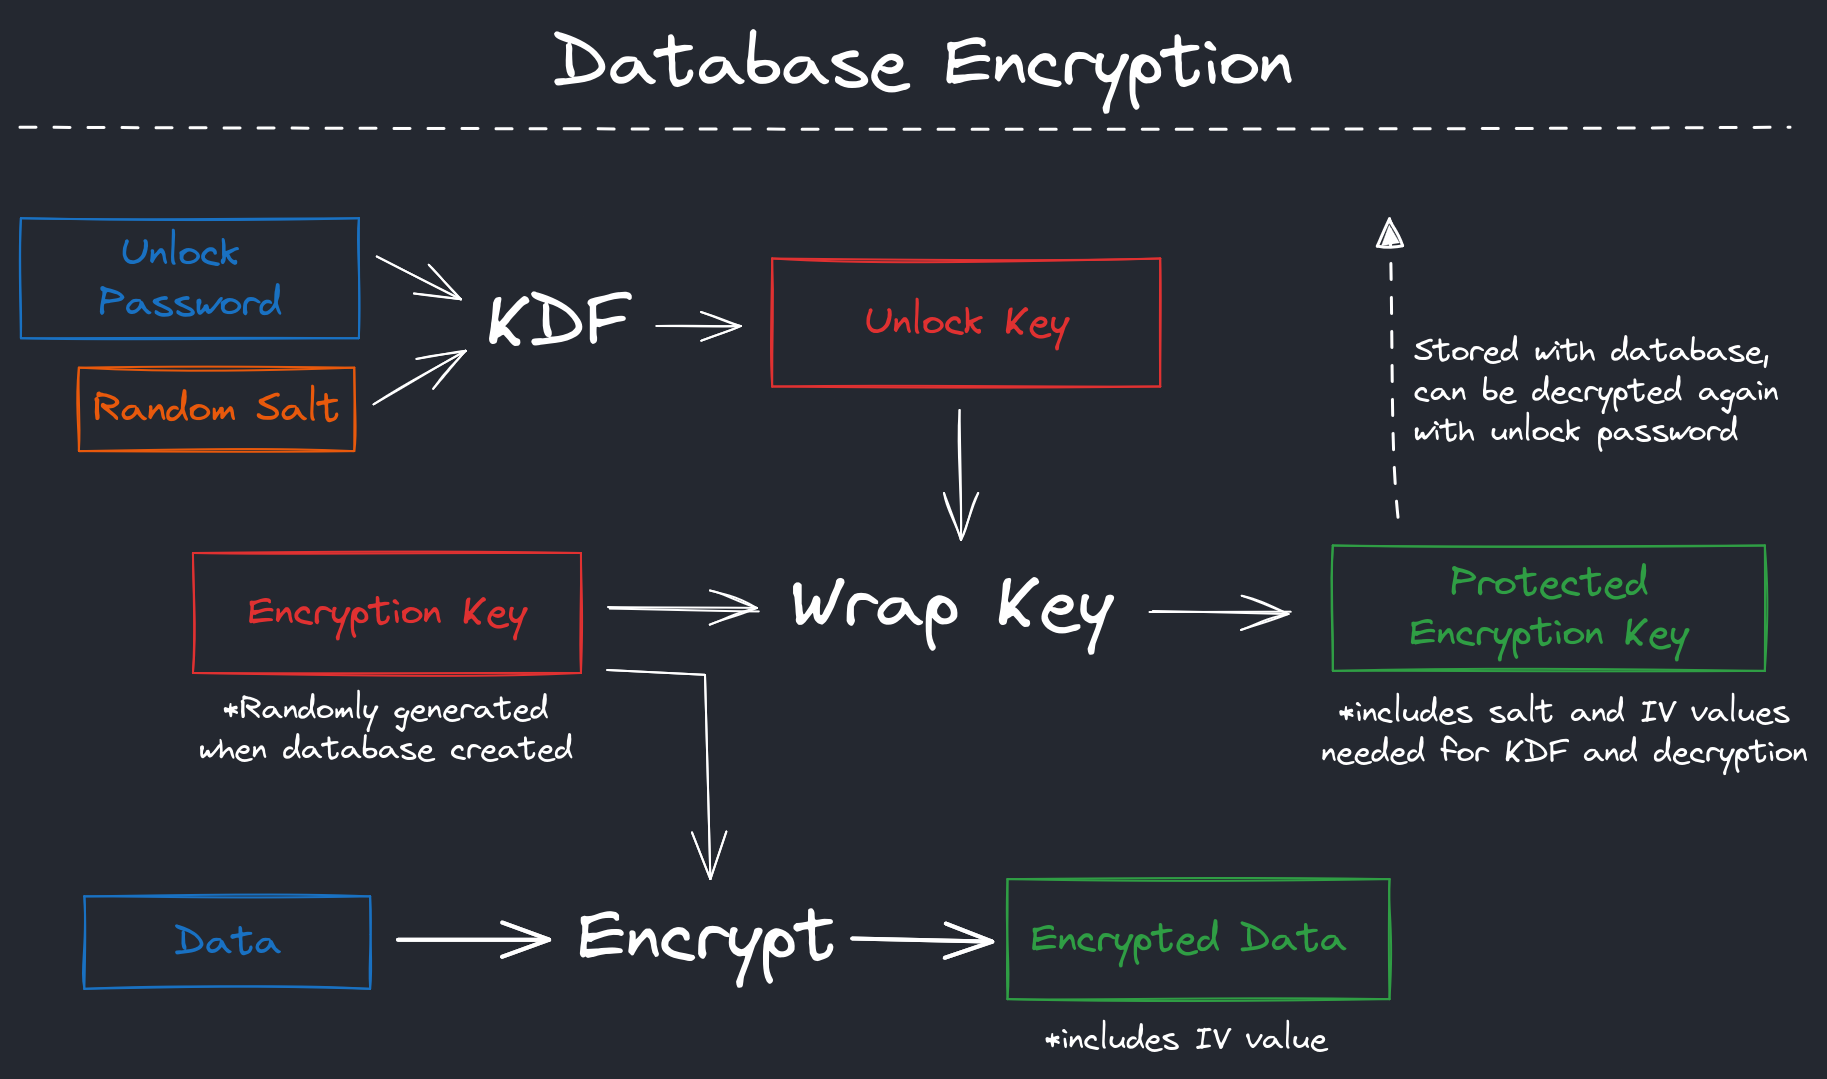 Database Encryption
Unlock
Password
Random Salt
KDF
Unlock Key
Stored with database,
can be decrypted again
with unlock password
Encryption Key
*Randomly generated
when database created
Wrap Key
Protected
Encryption Key
*includes salt and IV values
needed for KDF and decryption
Data
Encrypt
Encrypted Data
*includes IV value